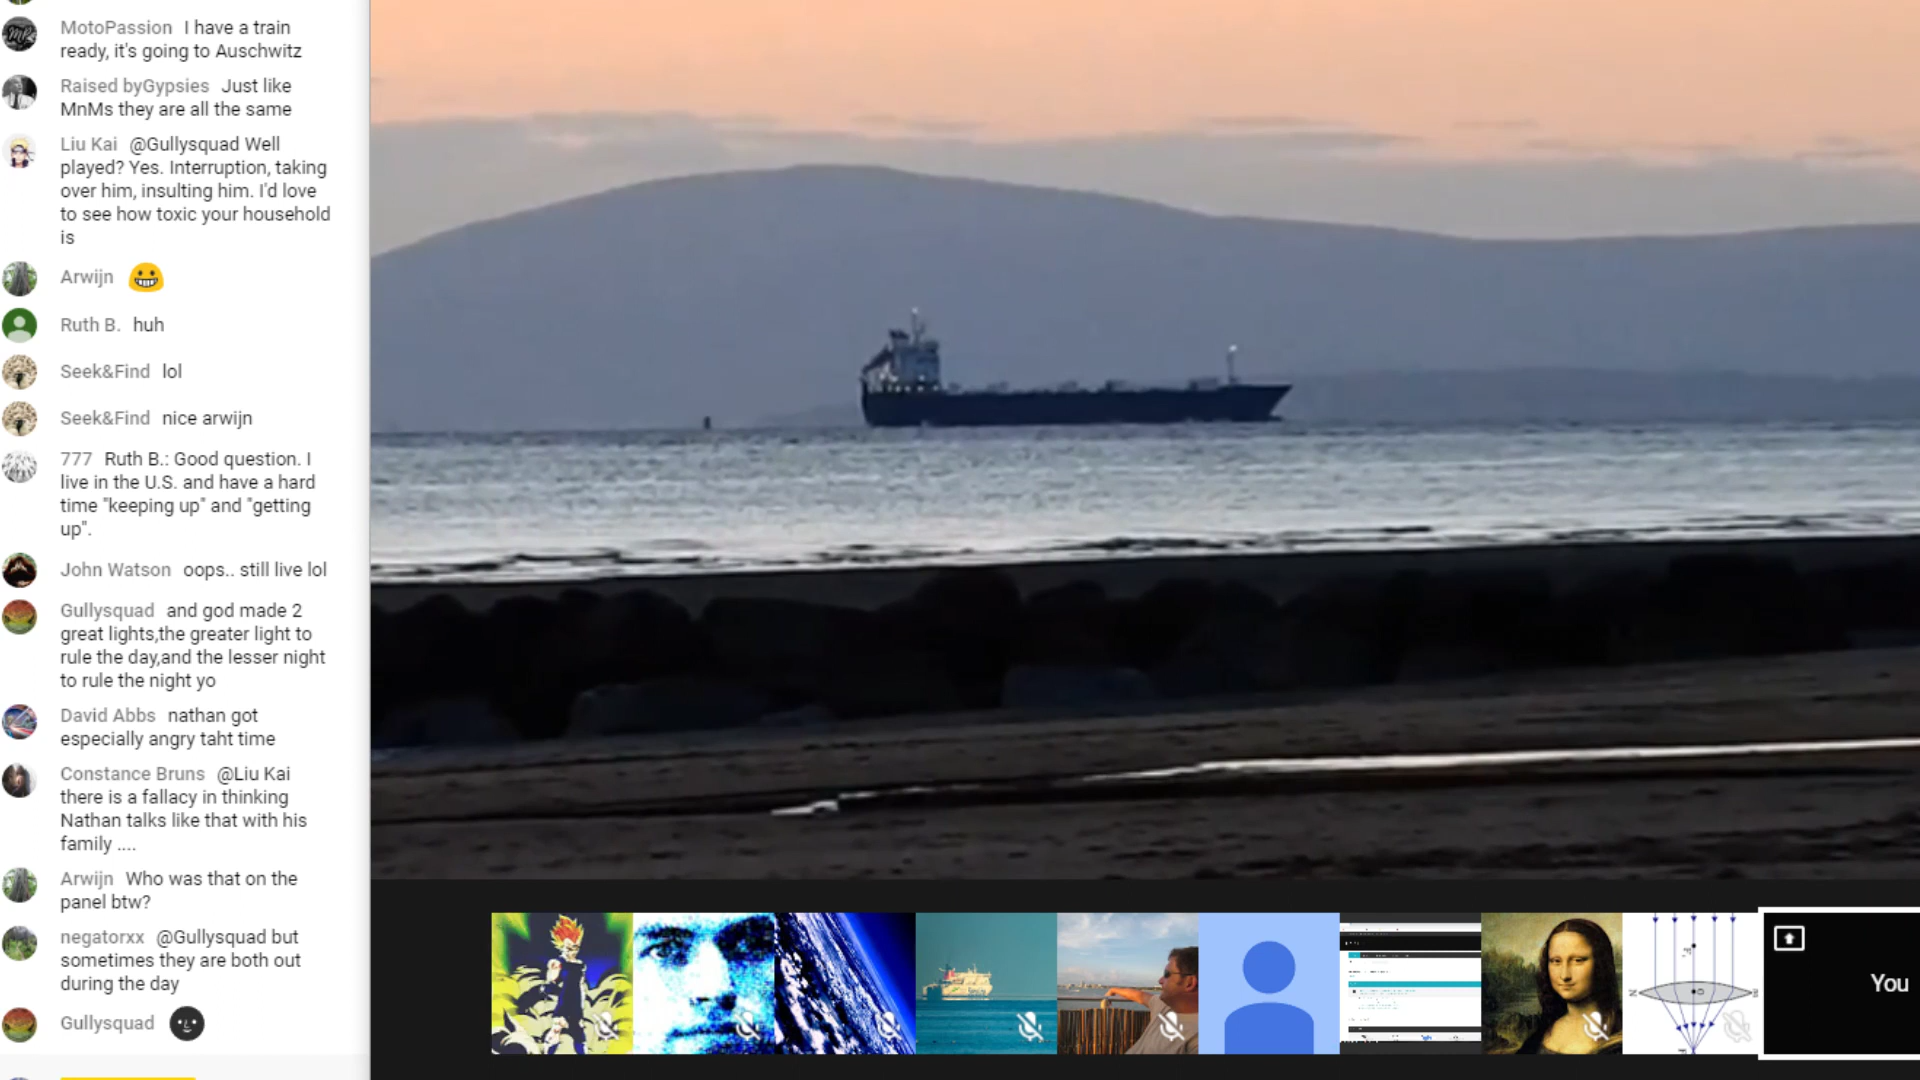 MotoPassion I have a train
ready, it's going to Auschwitz
Raised byGypsies Just like
MnMs they are all the same
Liu Kai @Gullysquad Well
played? Yes. Interruption, taking
over him, insulting him. I'd love
to see how toxic your household
is
Arwijn
Ruth B. huh
Seek&Find lol
Seek&Find nice arwijn
777 Ruth B.: Good question. I
live in the U.S. and have a hard
time "keeping up" and "getting
up".
John Watson oops.. still live lol
Gullysquad and god made 2
great lights,the greater light to
rule the day,and the lesser night
to rule the night yo
David Abbs nathan got
especially angry taht time
Constance Bruns @Liu Kai
there is a fallacy in thinking
Nathan talks like that with his
family ....
Arwijn Who was that on the
panel btw?
negatorxx @Gullysquad but
sometimes they are both out
during the day
Gullysquad
You